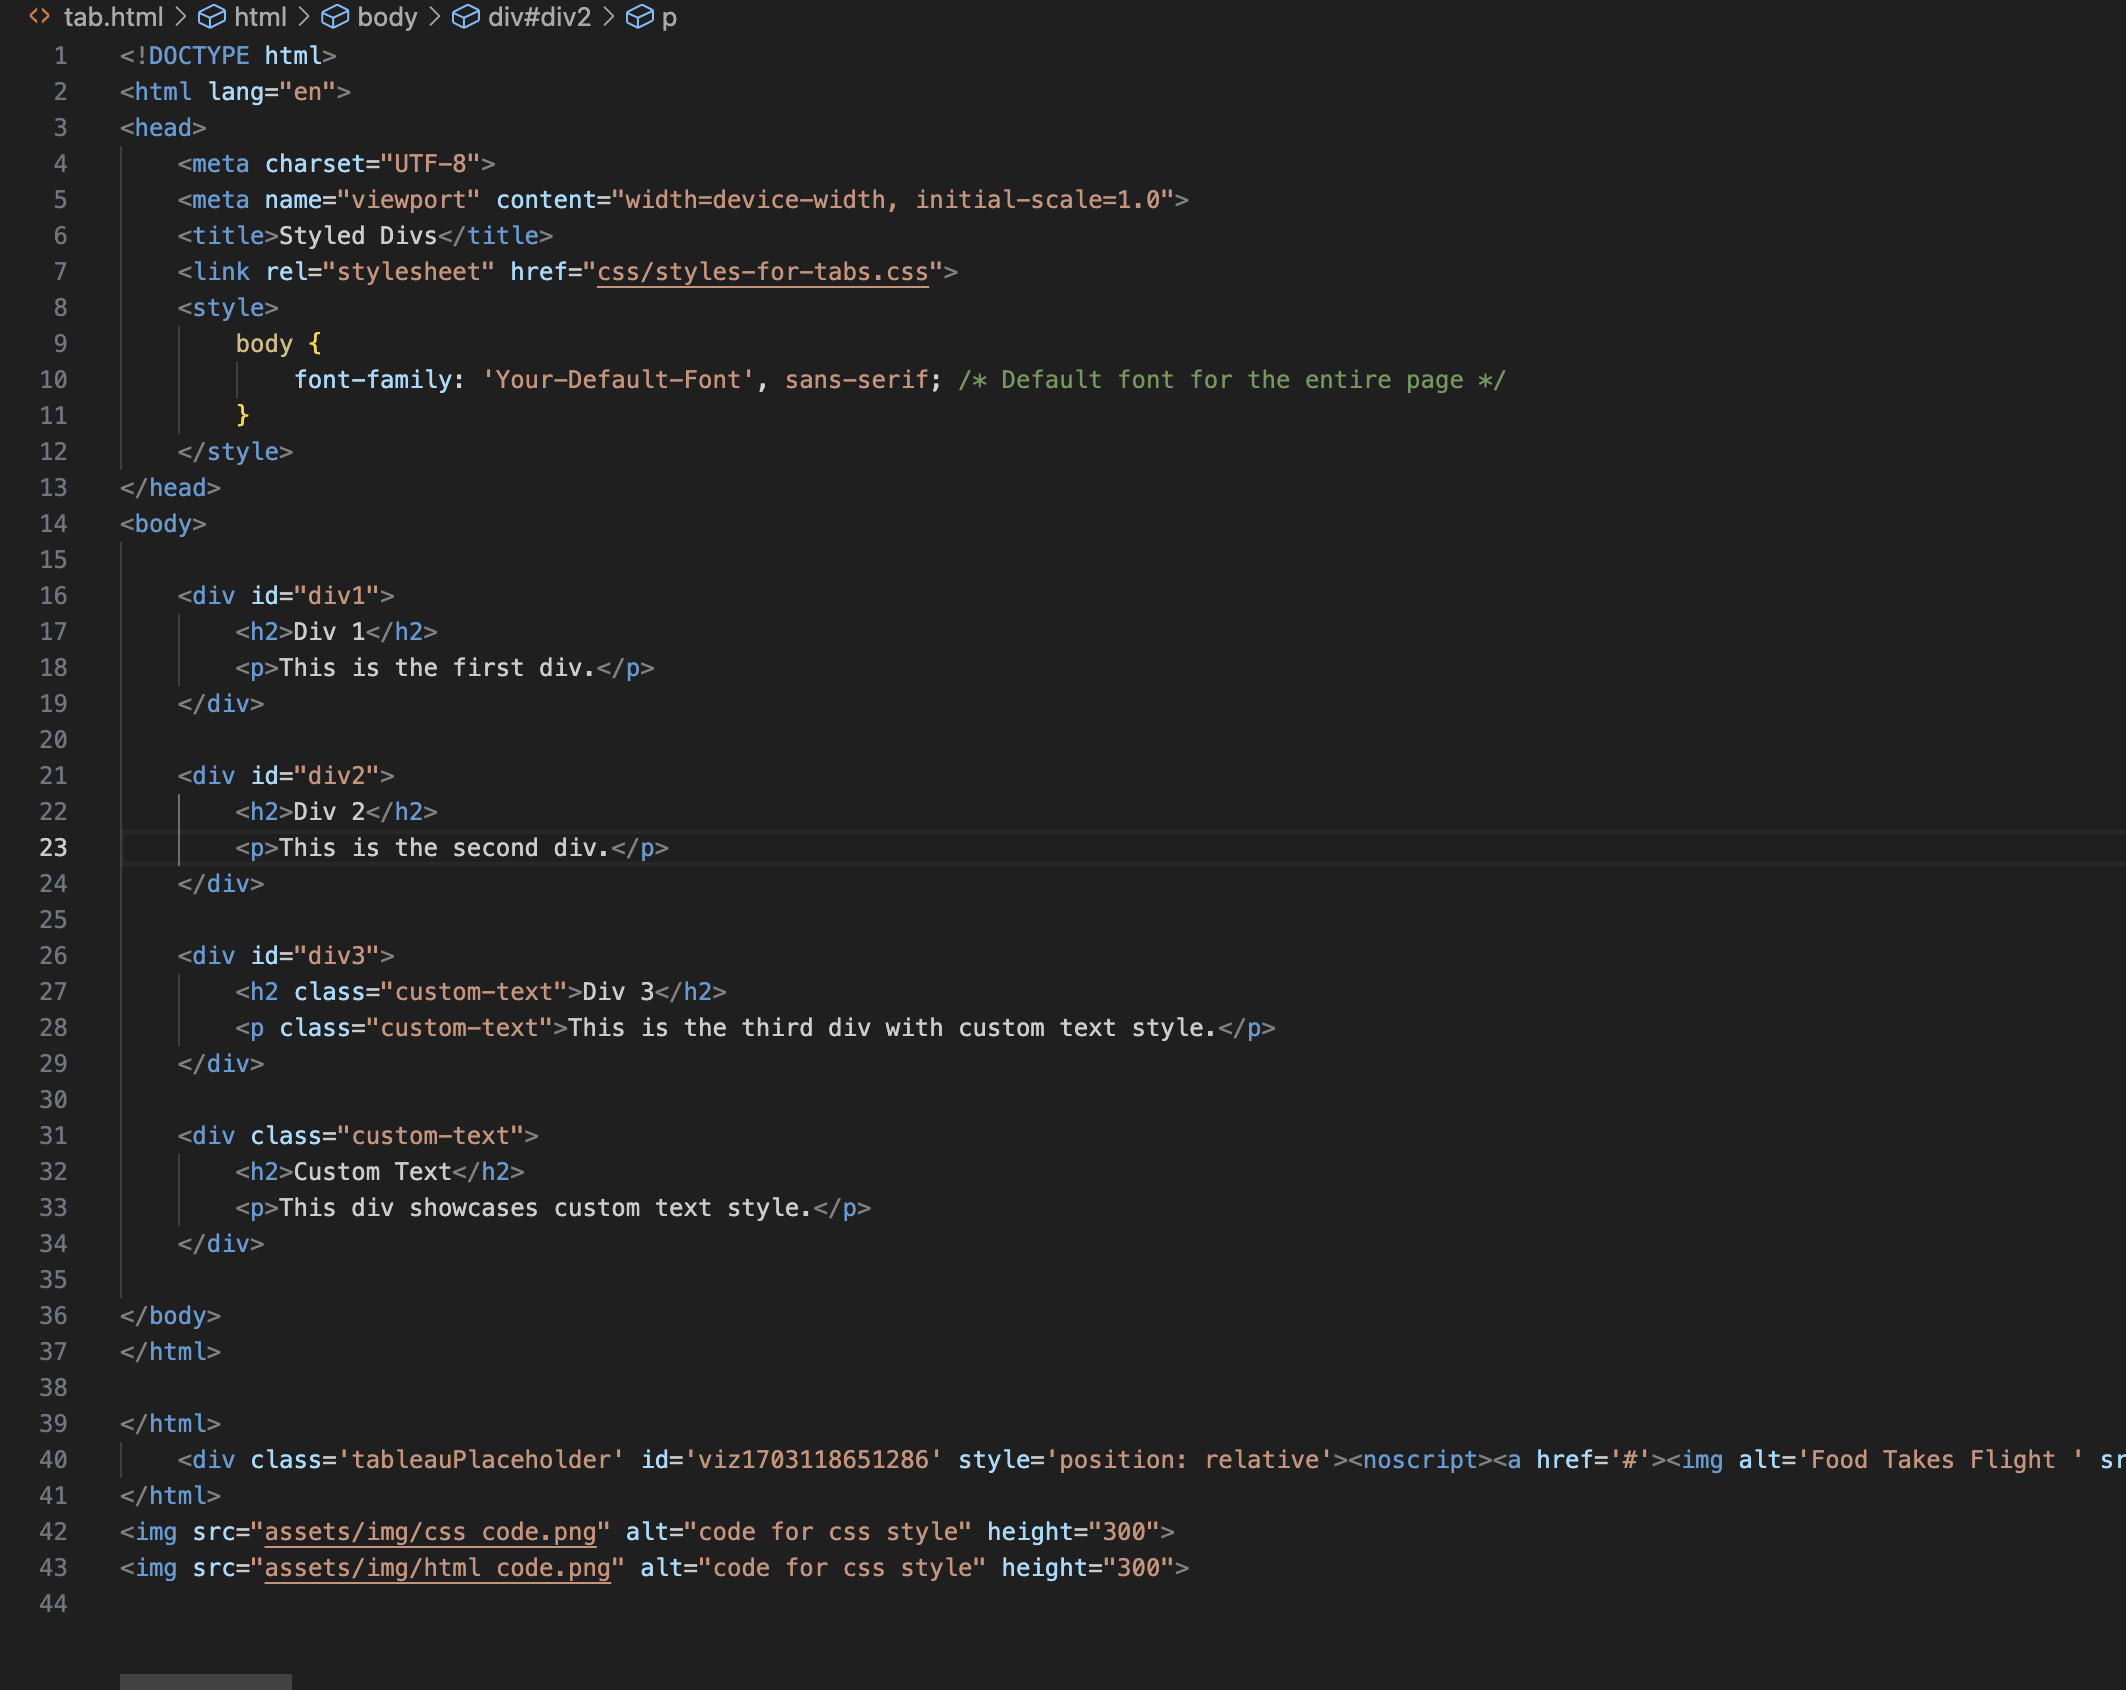 tab.html > html > body > div#div2 > p
1 <!DOCTYPE html>
2 <html lang="en">
3 <head>
4     <meta charset="UTF-8">
5     <meta name="viewport" content="width=device-width, initial-scale=1.0">
6     <title>Styled Divs</title>
7     <link rel="stylesheet" href="css/styles-for-tabs.css">
8     <style>
9         body {
10             font-family: 'Your-Default-Font', sans-serif; /* Default font for the entire page */
11         }
12     </style>
13 </head>
14 <body>
15
16     <div id="div1">
17         <h2>Div 1</h2>
18         <p>This is the first div.</p>
19     </div>
20
21     <div id="div2">
22         <h2>Div 2</h2>
23         <p>This is the second div.</p>
24     </div>
25
26     <div id="div3">
27         <h2 class="custom-text">Div 3</h2>
28         <p class="custom-text">This is the third div with custom text style.</p>
29     </div>
30
31     <div class="custom-text">
32         <h2>Custom Text</h2>
33         <p>This div showcases custom text style.</p>
34     </div>
35
36 </body>
37 </html>
38
39 </html>
40     <div class='tableauPlaceholder' id='viz1703118651286' style='position: relative'><noscript><a href='#'><img alt='Food Takes Flight ' sr
41 </html>
42 <img src="assets/img/css code.png" alt="code for css style" height="300">
43 <img src="assets/img/html code.png" alt="code for css style" height="300">
44